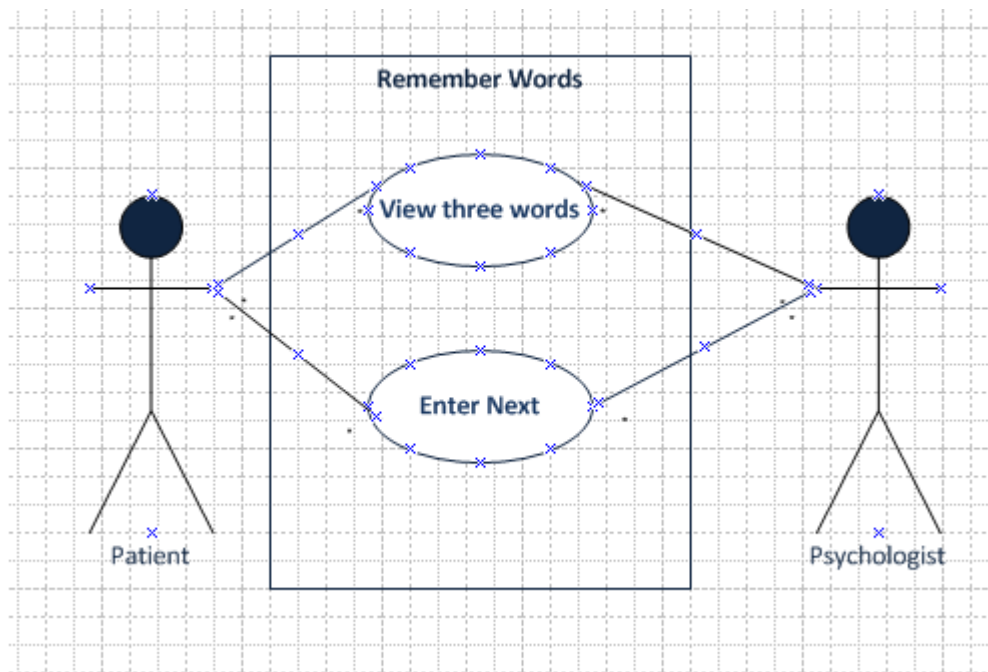 Remember Words
View three words
Enter Next
Patient
Psychologist